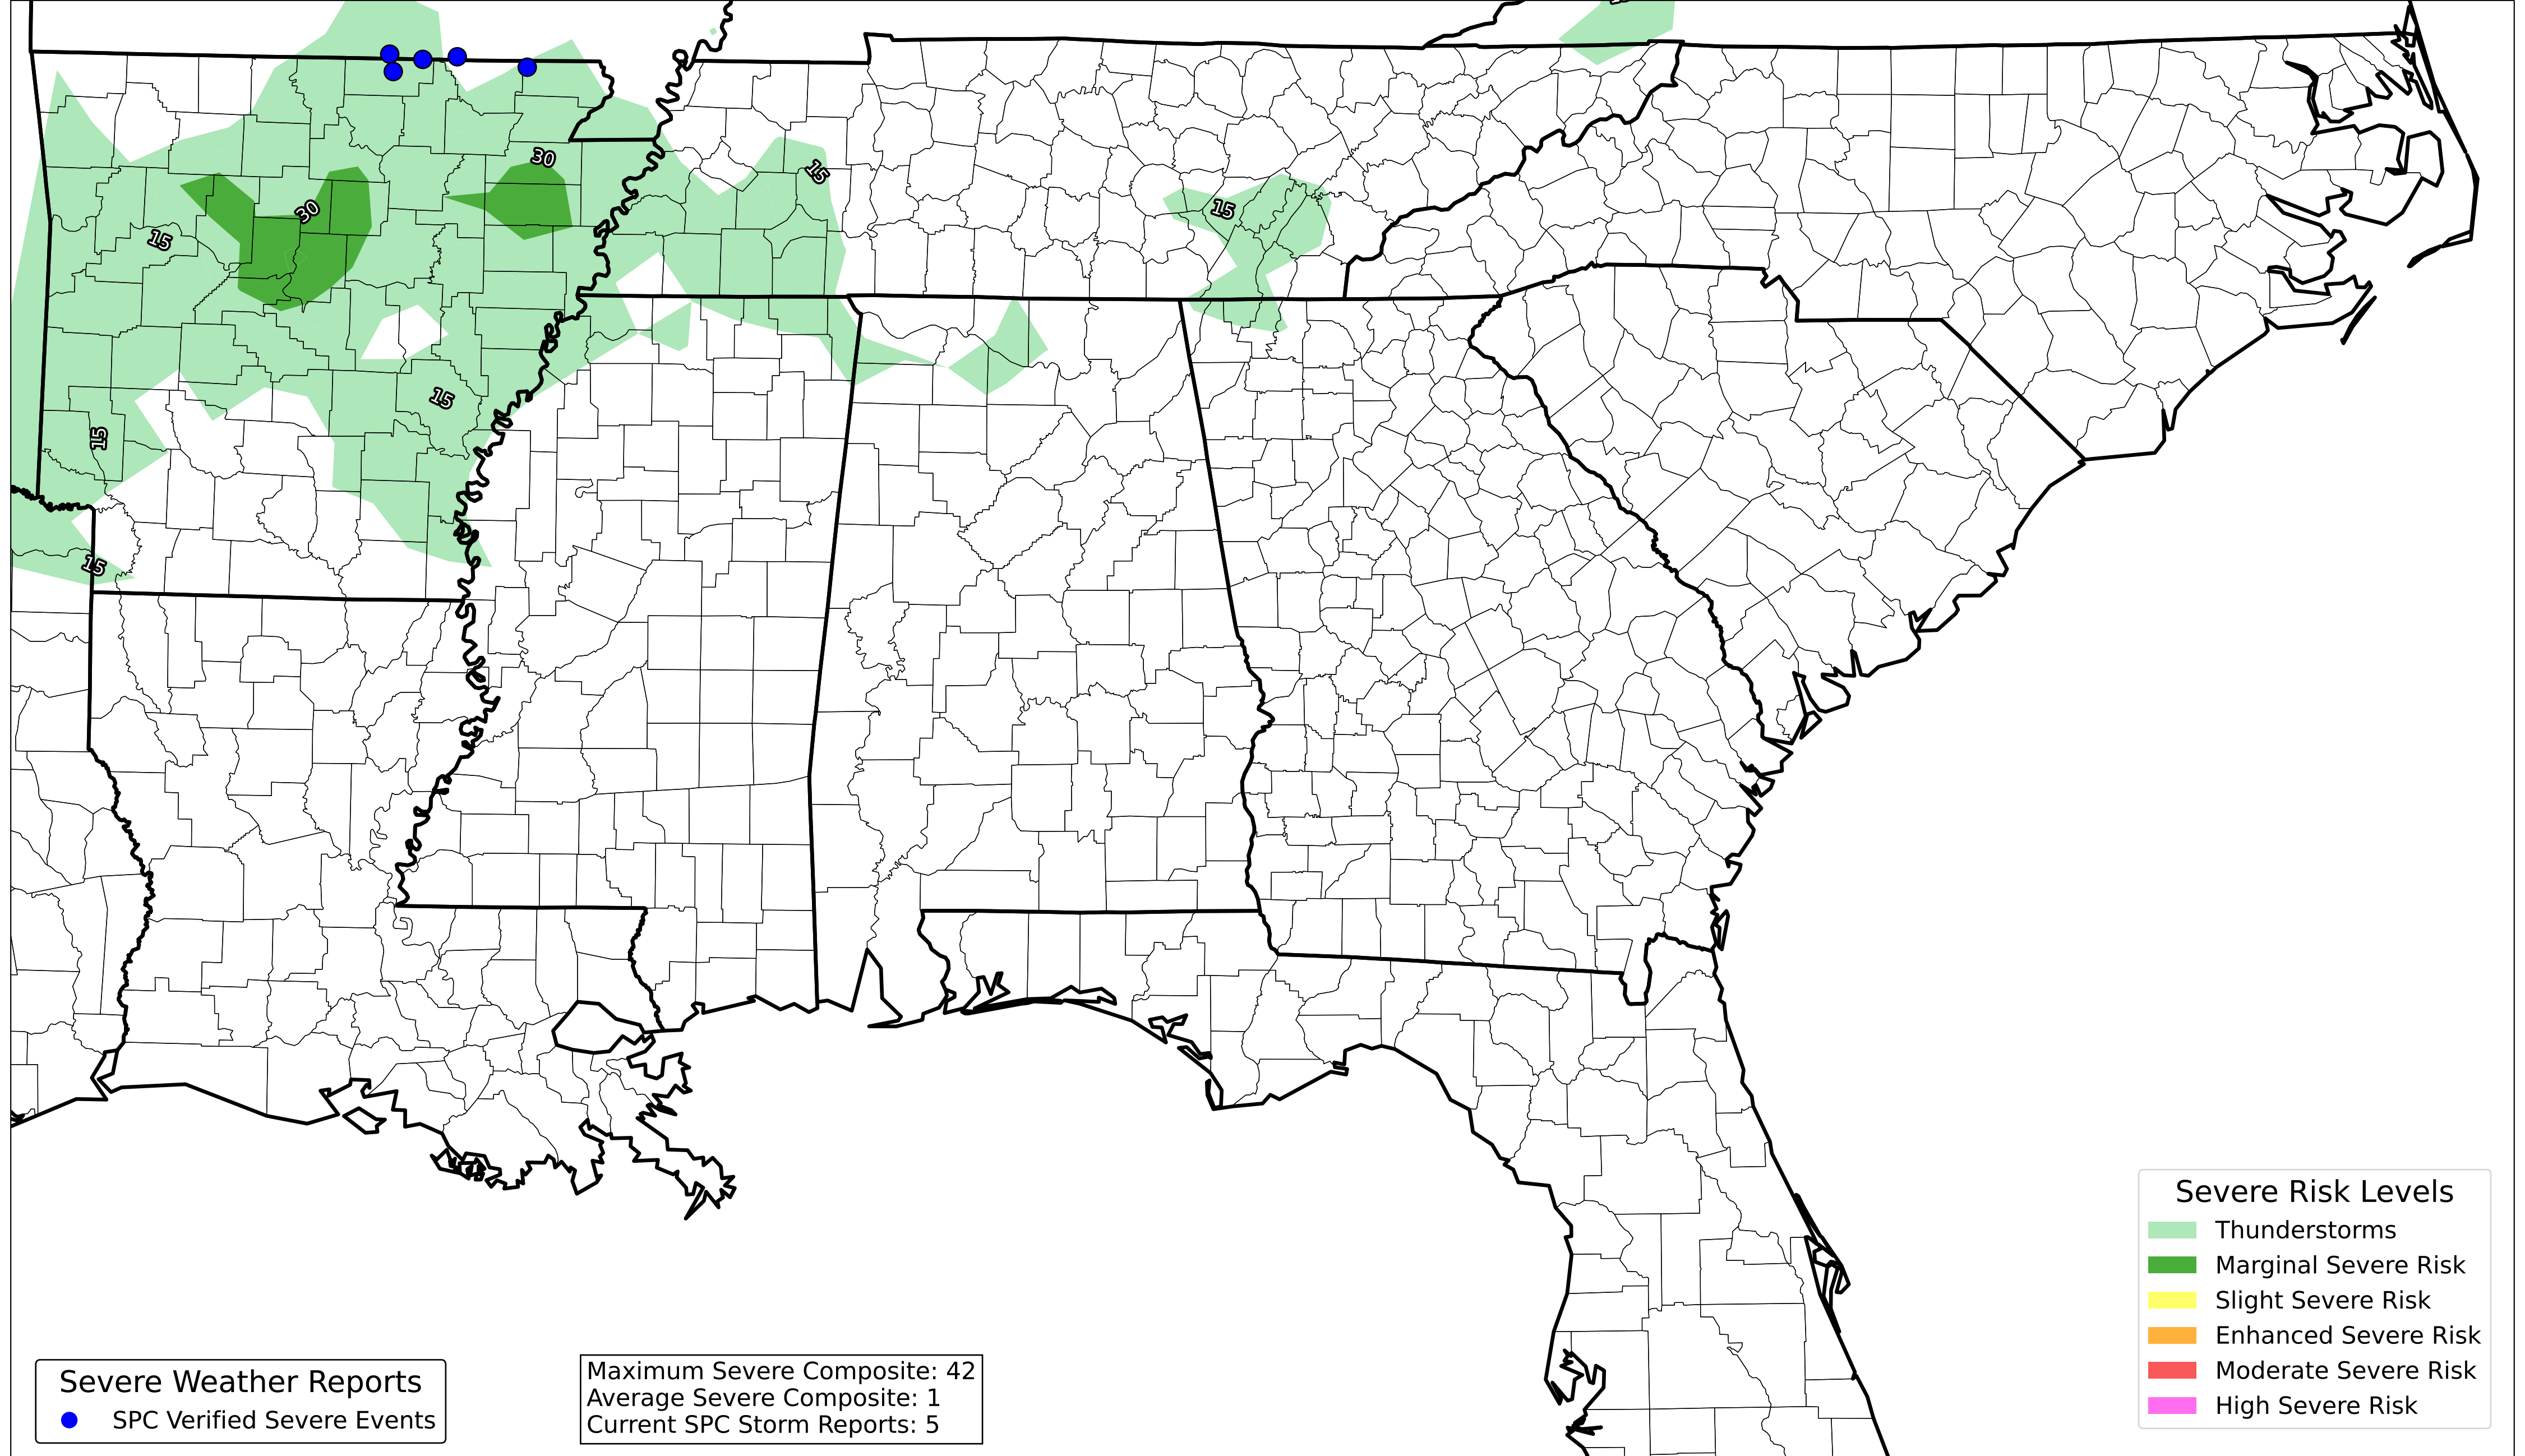 30
15
30
15
15
15
15
15
Severe Risk Levels
Thunderstorms
Marginal Severe Risk
Slight Severe Risk
Enhanced Severe Risk
Moderate Severe Risk
High Severe Risk
Severe Weather Reports
SPC Verified Severe Events
Maximum Severe Composite: 42
Average Severe Composite: 1
Current SPC Storm Reports: 5